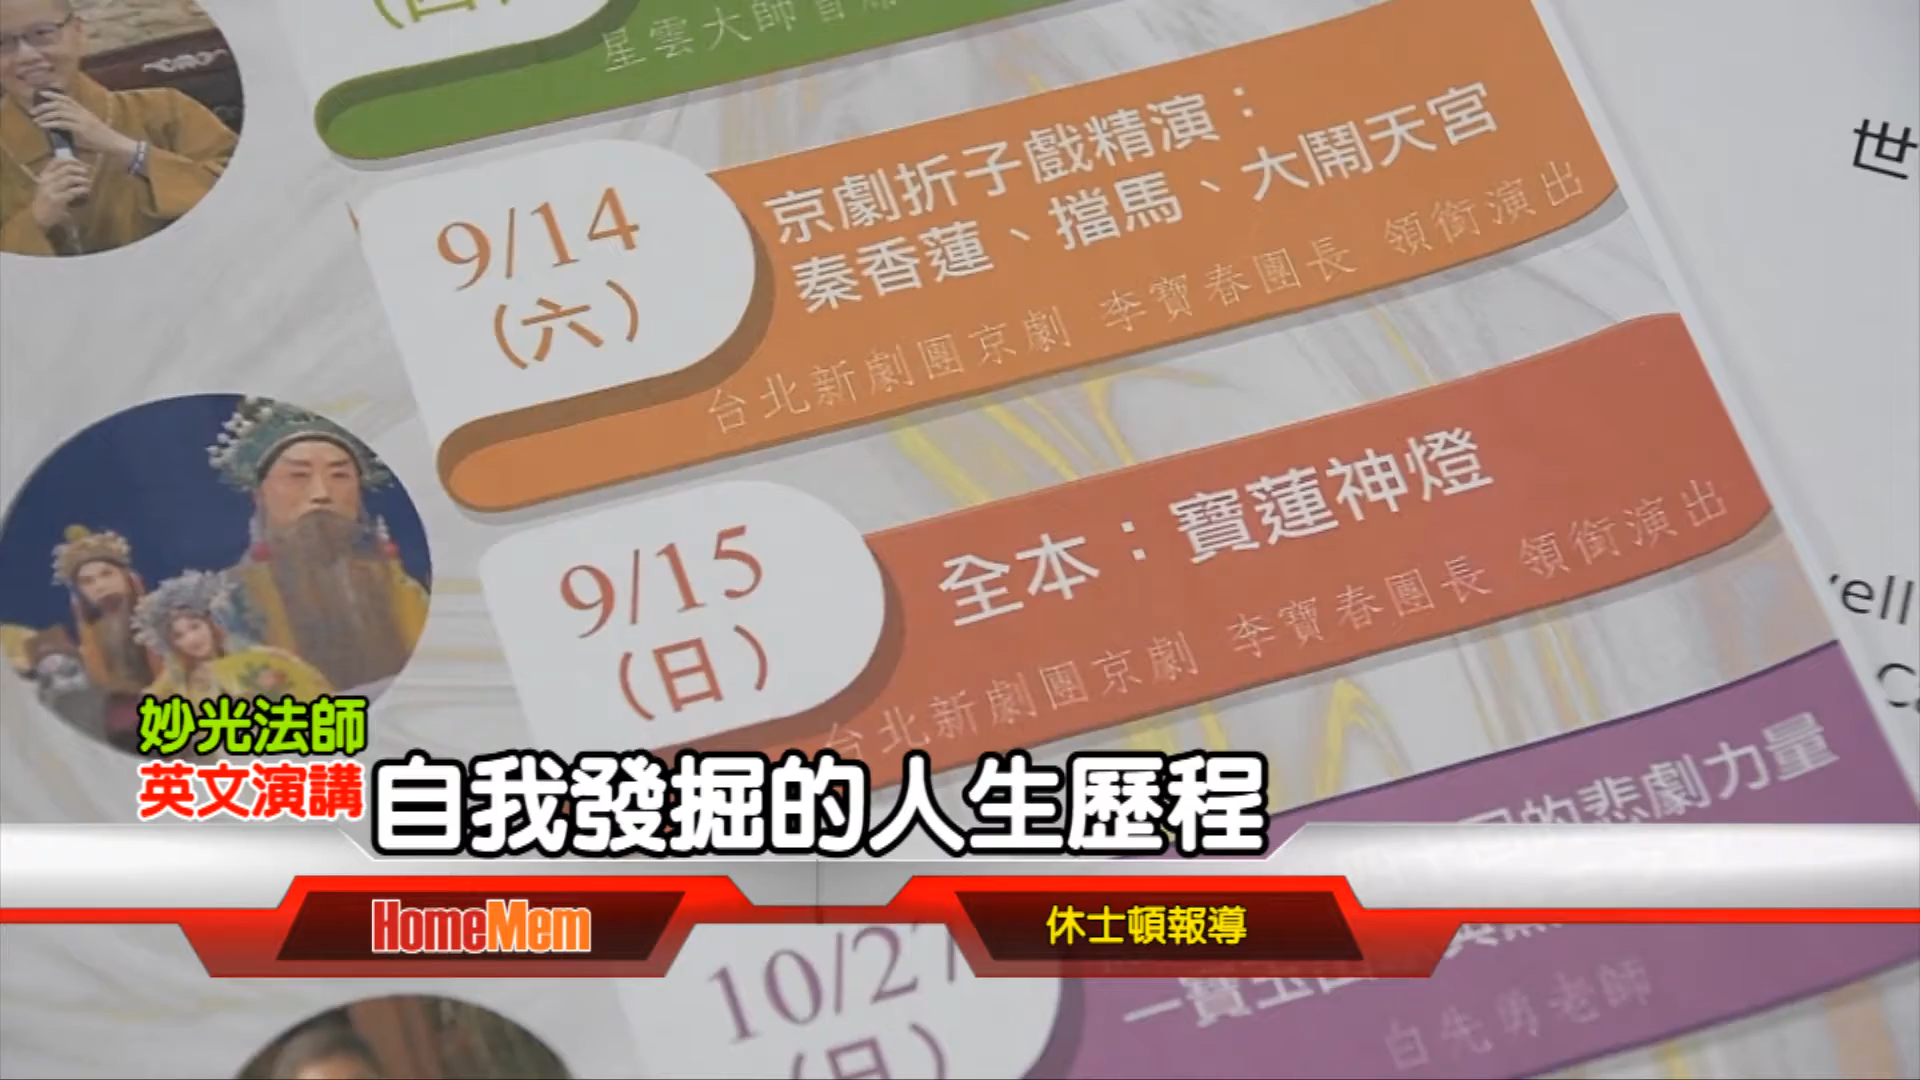 星雲大師首席
9/14
(六)
京劇折子戲精演：
秦香蓮、擋馬、大鬧天宮
台北新劇團京劇 李寶春團長 領銜演出
9/15
(日)
全本：寶蓮神燈
台北新劇團京劇 李寶春團長 領銜演出
的悲劇力量
10/27
(日)
白先勇老師
世
ell
妙光法師
英文演講
自我發掘的人生歷程
HomeMem
休士頓報導